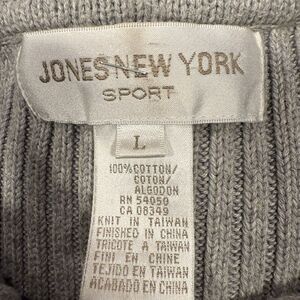 JONES NEW YORK
SPORT
L
100% COTTON/
COTON/
ALGODON
RN 54050
CA 08349
KNIT IN TAIWAN
FINISHED IN CHINA
TRICOTE A TAIWAN
FINI EN CHINE
TEJIDO EN TAIWAN
ACABADO EN CHINA